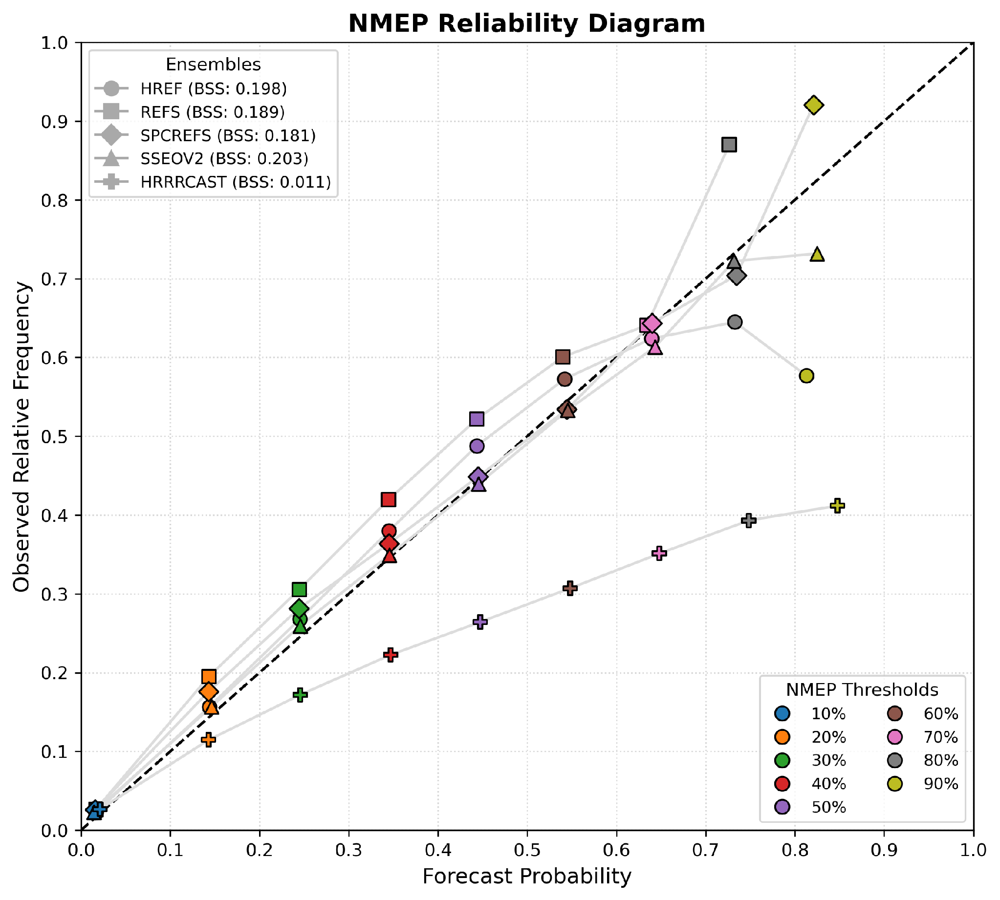 NMEP Reliability Diagram
Ensembles
HREF (BSS: 0.198)
REFS (BSS: 0.189)
SPCREFS (BSS: 0.181)
SSEOV2 (BSS: 0.203)
HRRRCAST (BSS: 0.011)
1.0
0.9
0.8
0.7
0.6
0.5
0.4
0.3
0.2
0.1
0.0
Observed Relative Frequency
NMEP Thresholds
10% 60%
20% 70%
30% 80%
40% 90%
50%
0.0 0.1 0.2 0.3 0.4 0.5 0.6 0.7 0.8 0.9 1.0
Forecast Probability